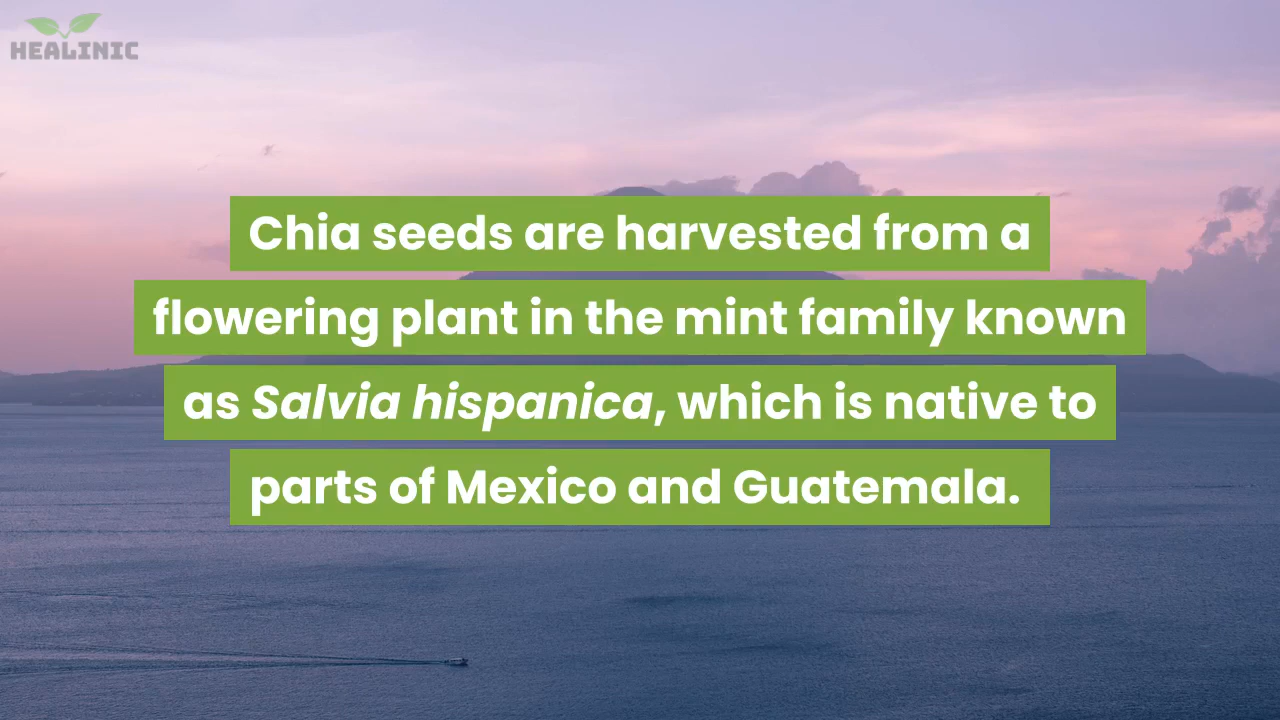 HEALINIC
Chia seeds are harvested from a
flowering plant in the mint family known
as Salvia hispanica, which is native to
parts of Mexico and Guatemala.